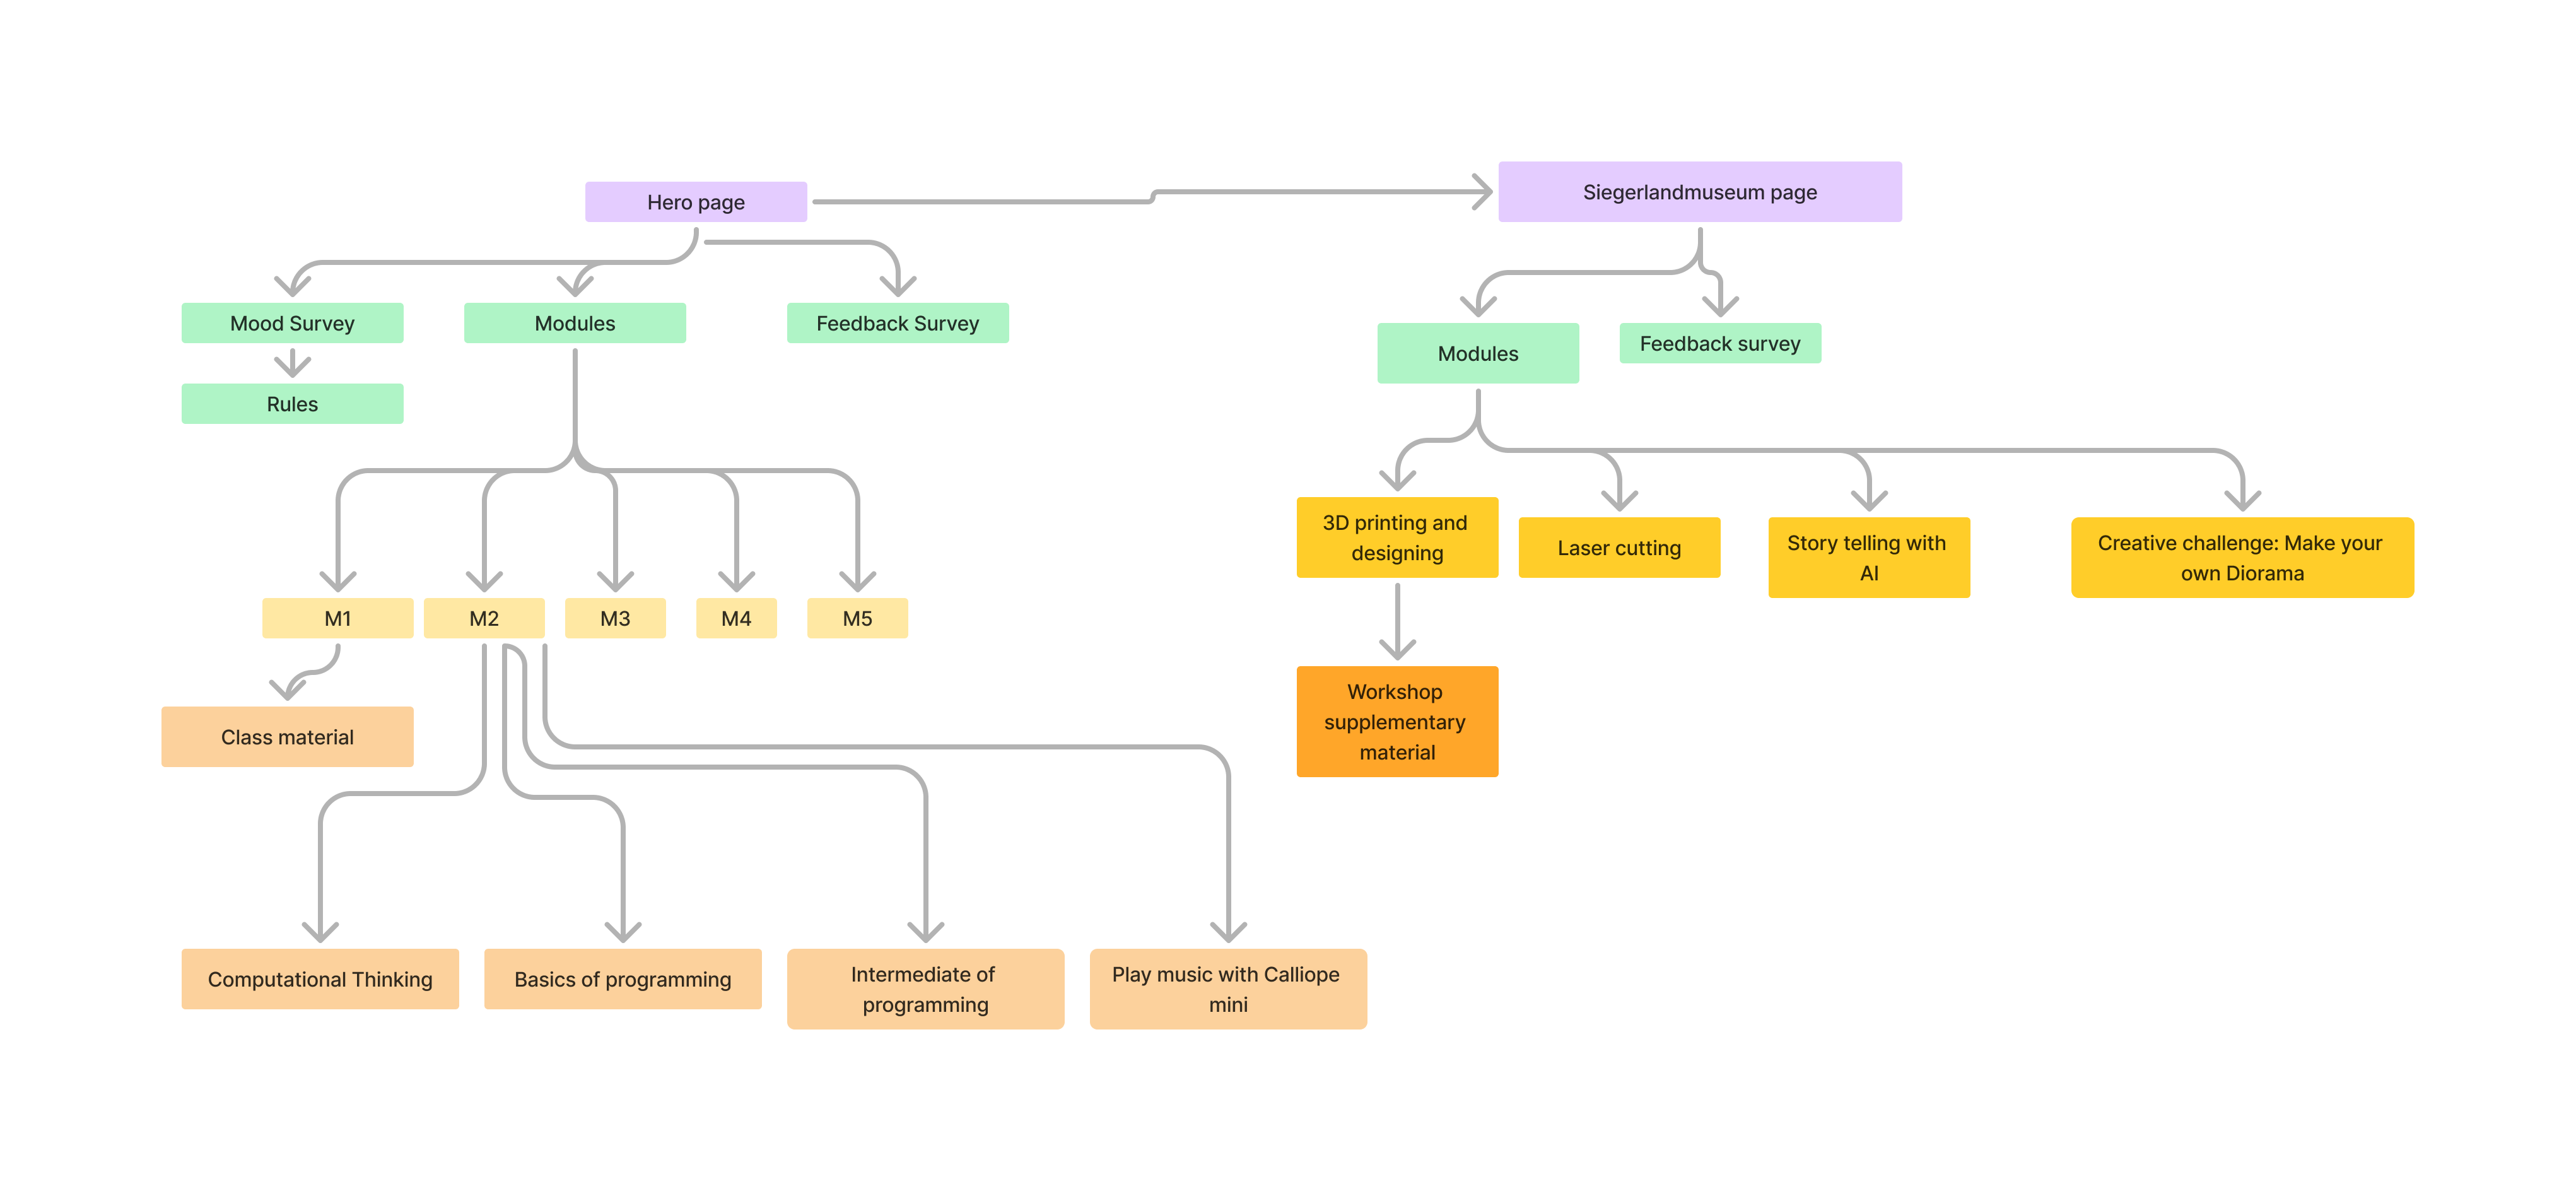 Hero page
Siegerlandmuseum page
Mood Survey
Modules
Feedback Survey
Modules
Feedback survey
Rules
3D printing and
designing
Laser cutting
Story telling with
AI
Creative challenge: Make your
own Diorama
M1
M2
M3
M4
M5
Class material
Workshop
supplementary
material
Computational Thinking
Basics of programming
Intermediate of
programming
Play music with Calliope
mini